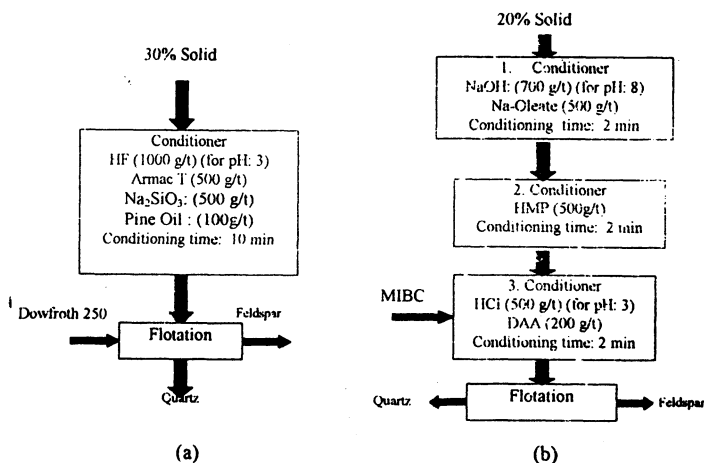 30% Solid
Conditioner
HF (1000 g/t) (for pH: 3)
Armac T (500 g/t)
Na₂SiO₃: (500 g/t)
Pine Oil : (100g/t)
Conditioning time: 10 min
Dowfroth 250
Feldspar
Flotation
Quartz
(a)
20% Solid
1. Conditioner
NaOH: (700 g/t) (for pH: 8)
Na-Oleate (500 g/t)
Conditioning time: 2 min
2. Conditioner
HMP (500g/t)
Conditioning time: 2 min
MIBC
3. Conditioner
HCl (500 g/t) (for pH: 3)
DAA (200 g/t)
Conditioning time: 2 min
Quartz
Flotation
Feldspar
(b)